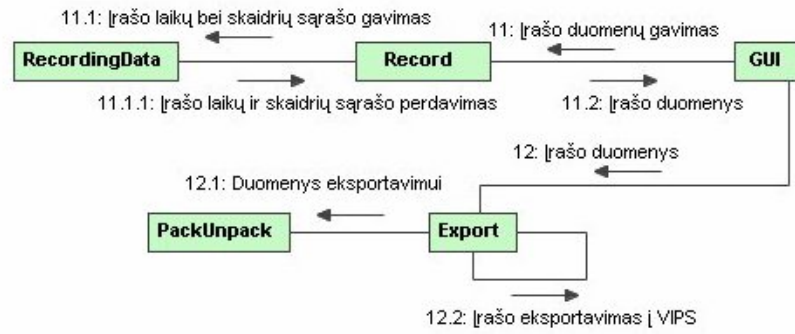 11.1: Įrašo laikų bei skaidrių sąrašo gavimas
11: Įrašo duomenų gavimas
RecordingData
Record
GUI
11.1.1: Įrašo laikų ir skaidrių sąrašo perdavimas
11.2: Įrašo duomenys
12: Įrašo duomenys
12.1: Duomenys eksportavimui
PackUnpack
Export
12.2: Įrašo eksportavimas į VIPS